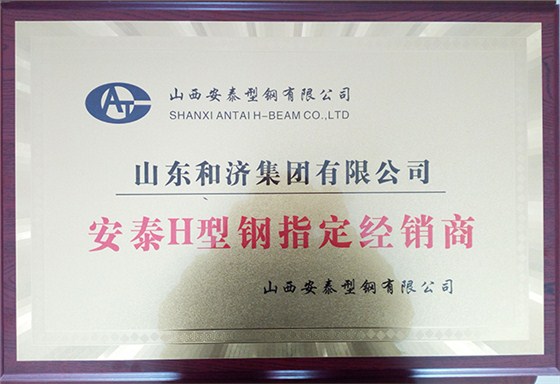 AT
山西安泰型钢有限公司
SHANXI ANTAI H-BEAM CO.,LTD
山东和济集团有限公司
安泰H型钢指定经销商
山西安泰型钢有限公司